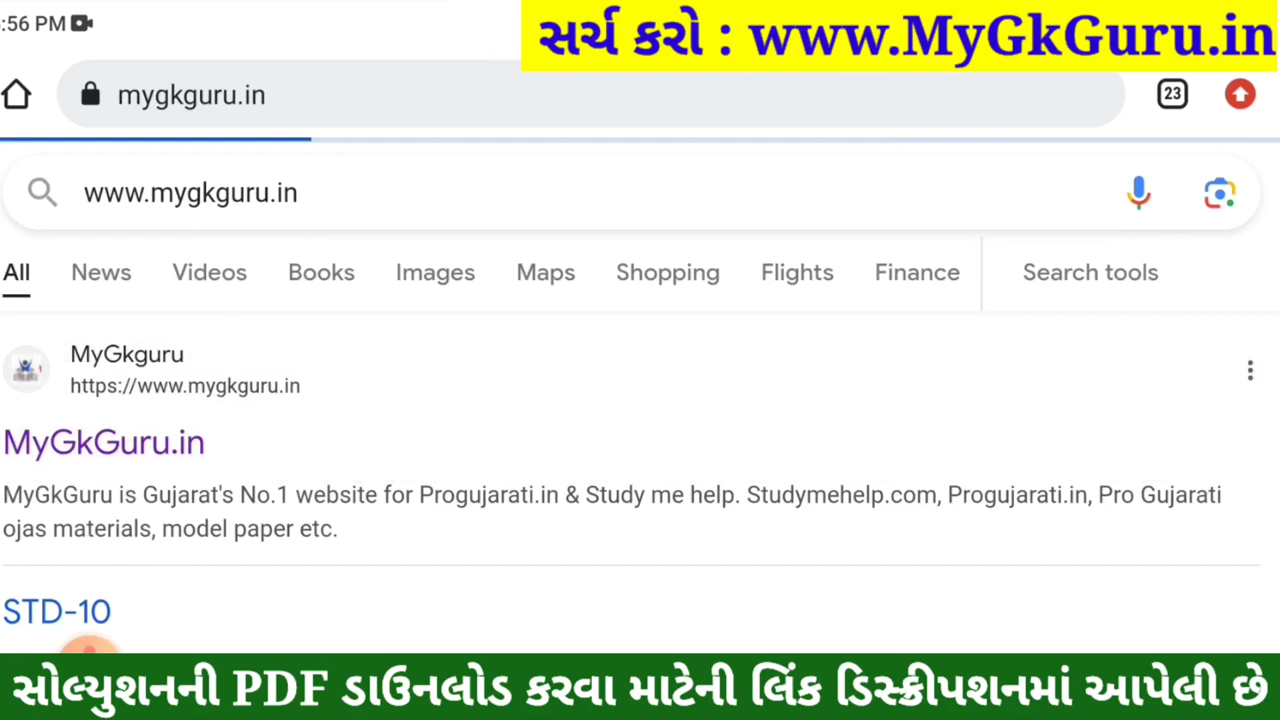 :56 PM
સર્ચ કરો : www.MyGkGuru.in
mygkguru.in
23
www.mygkguru.in
All News Videos Books Images Maps Shopping Flights Finance Search tools
MyGkguru
https://www.mygkguru.in
MyGkGuru.in
MyGkGuru is Gujarat's No.1 website for Progujarati.in & Study me help. Studymehelp.com, Progujarati.in, Pro Gujarati
ojas materials, model paper etc.
STD-10
સોલ્યુશનની PDF ડાઉનલોડ કરવા માટેની લિંક ડિસ્ક્રીપશનમાં આપેલી છે